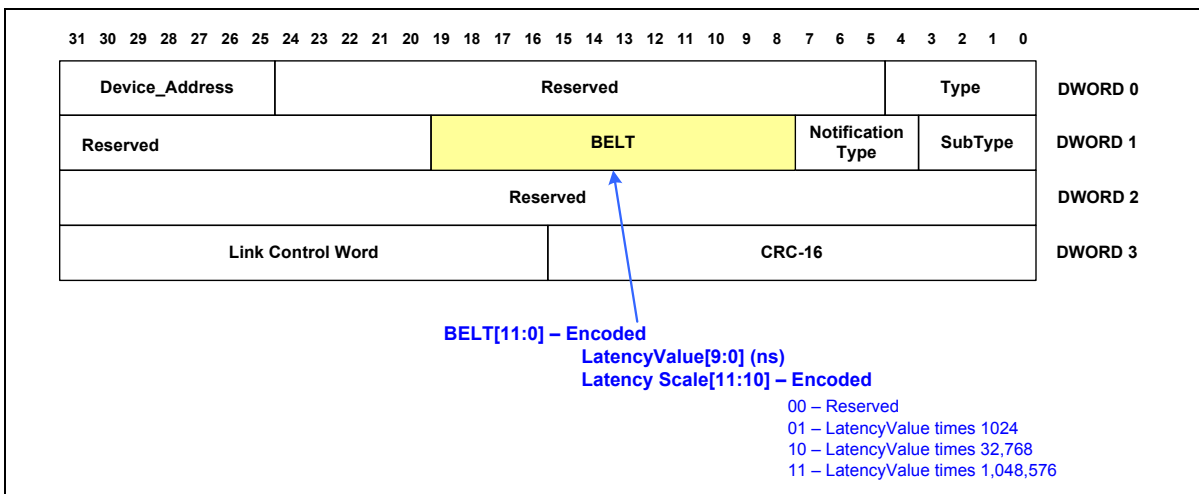 31 30 29 28 27 26 25 24 23 22 21 20 19 18 17 16 15 14 13 12 11 10 9 8 7 6 5 4 3 2 1 0
Device_Address Reserved Type DWORD 0
Reserved BELT Notification Type SubType DWORD 1
Reserved DWORD 2
Link Control Word CRC-16 DWORD 3
BELT[11:0] – Encoded
LatencyValue[9:0] (ns)
Latency Scale[11:10] – Encoded
00 – Reserved
01 – LatencyValue times 1024
10 – LatencyValue times 32,768
11 – LatencyValue times 1,048,576